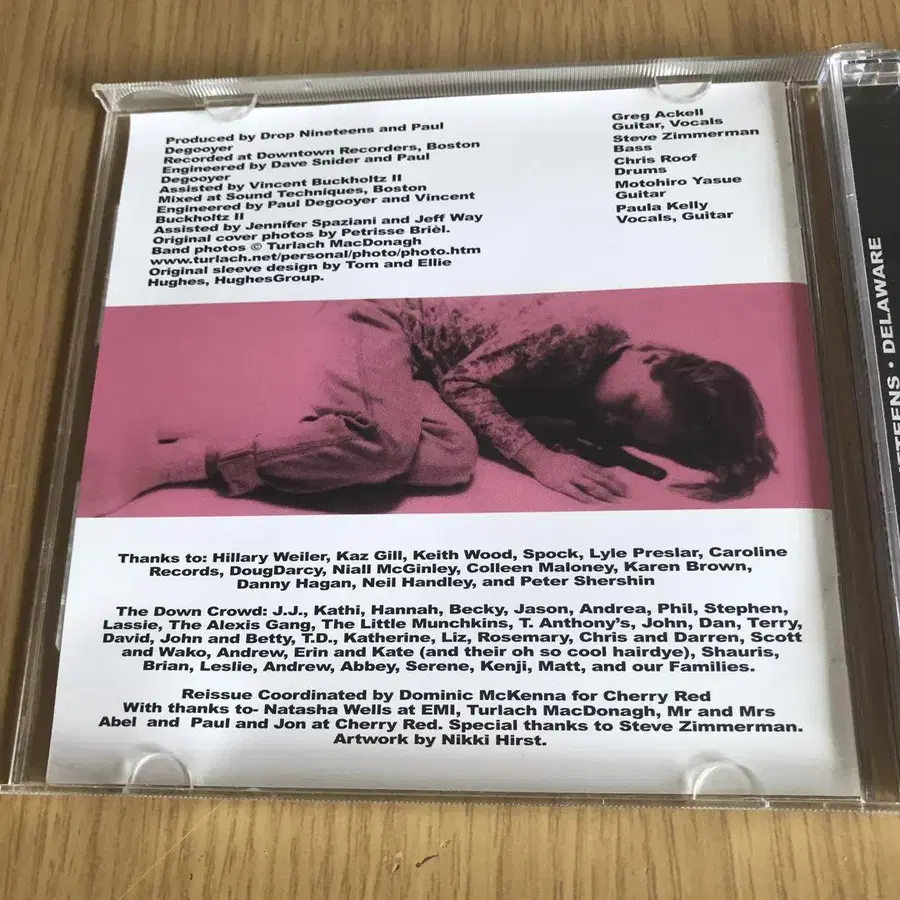 Produced by Drop Nineteens and Paul
Degooyer
Recorded at Downtown Recorders, Boston
Engineered by Dave Snider and Paul
Degooyer
Assisted by Vincent Buckholtz II
Mixed at Sound Techniques, Boston
Engineered by Paul Degooyer and Vincent
Buckholtz II
Assisted by Jennifer Spaziani and Jeff Way
Original cover photos by Petrisse Brièl.
Band photos © Turlach MacDonagh
www.turlach.net/personal/photo/photo.htm
Original sleeve design by Tom and Ellie
Hughes, HughesGroup.
Greg Ackell
Guitar, Vocals
Steve Zimmerman
Bass
Chris Roof
Drums
Motohiro Yasue
Guitar
Paula Kelly
Vocals, Guitar
Thanks to: Hillary Weiler, Kaz Gill, Keith Wood, Spock, Lyle Preslar, Caroline
Records, DougDarcy, Niall McGinley, Colleen Maloney, Karen Brown,
Danny Hagan, Neil Handley, and Peter Shershin
The Down Crowd: J.J., Kathi, Hannah, Becky, Jason, Andrea, Phil, Stephen,
Lassie, The Alexis Gang, The Little Munchkins, T. Anthony's, John, Dan, Terry,
David, John and Betty, T.D., Katherine, Liz, Rosemary, Chris and Darren, Scott
and Wako, Andrew, Erin and Kate (and their oh so cool hairdye), Shauris,
Brian, Leslie, Andrew, Abbey, Serene, Kenji, Matt, and our Families.
Reissue Coordinated by Dominic McKenna for Cherry Red
With thanks to- Natasha Wells at EMI, Turlach MacDonagh, Mr and Mrs
Abel and Paul and Jon at Cherry Red. Special thanks to Steve Zimmerman.
Artwork by Nikki Hirst.
ETEENS · DELAWARE